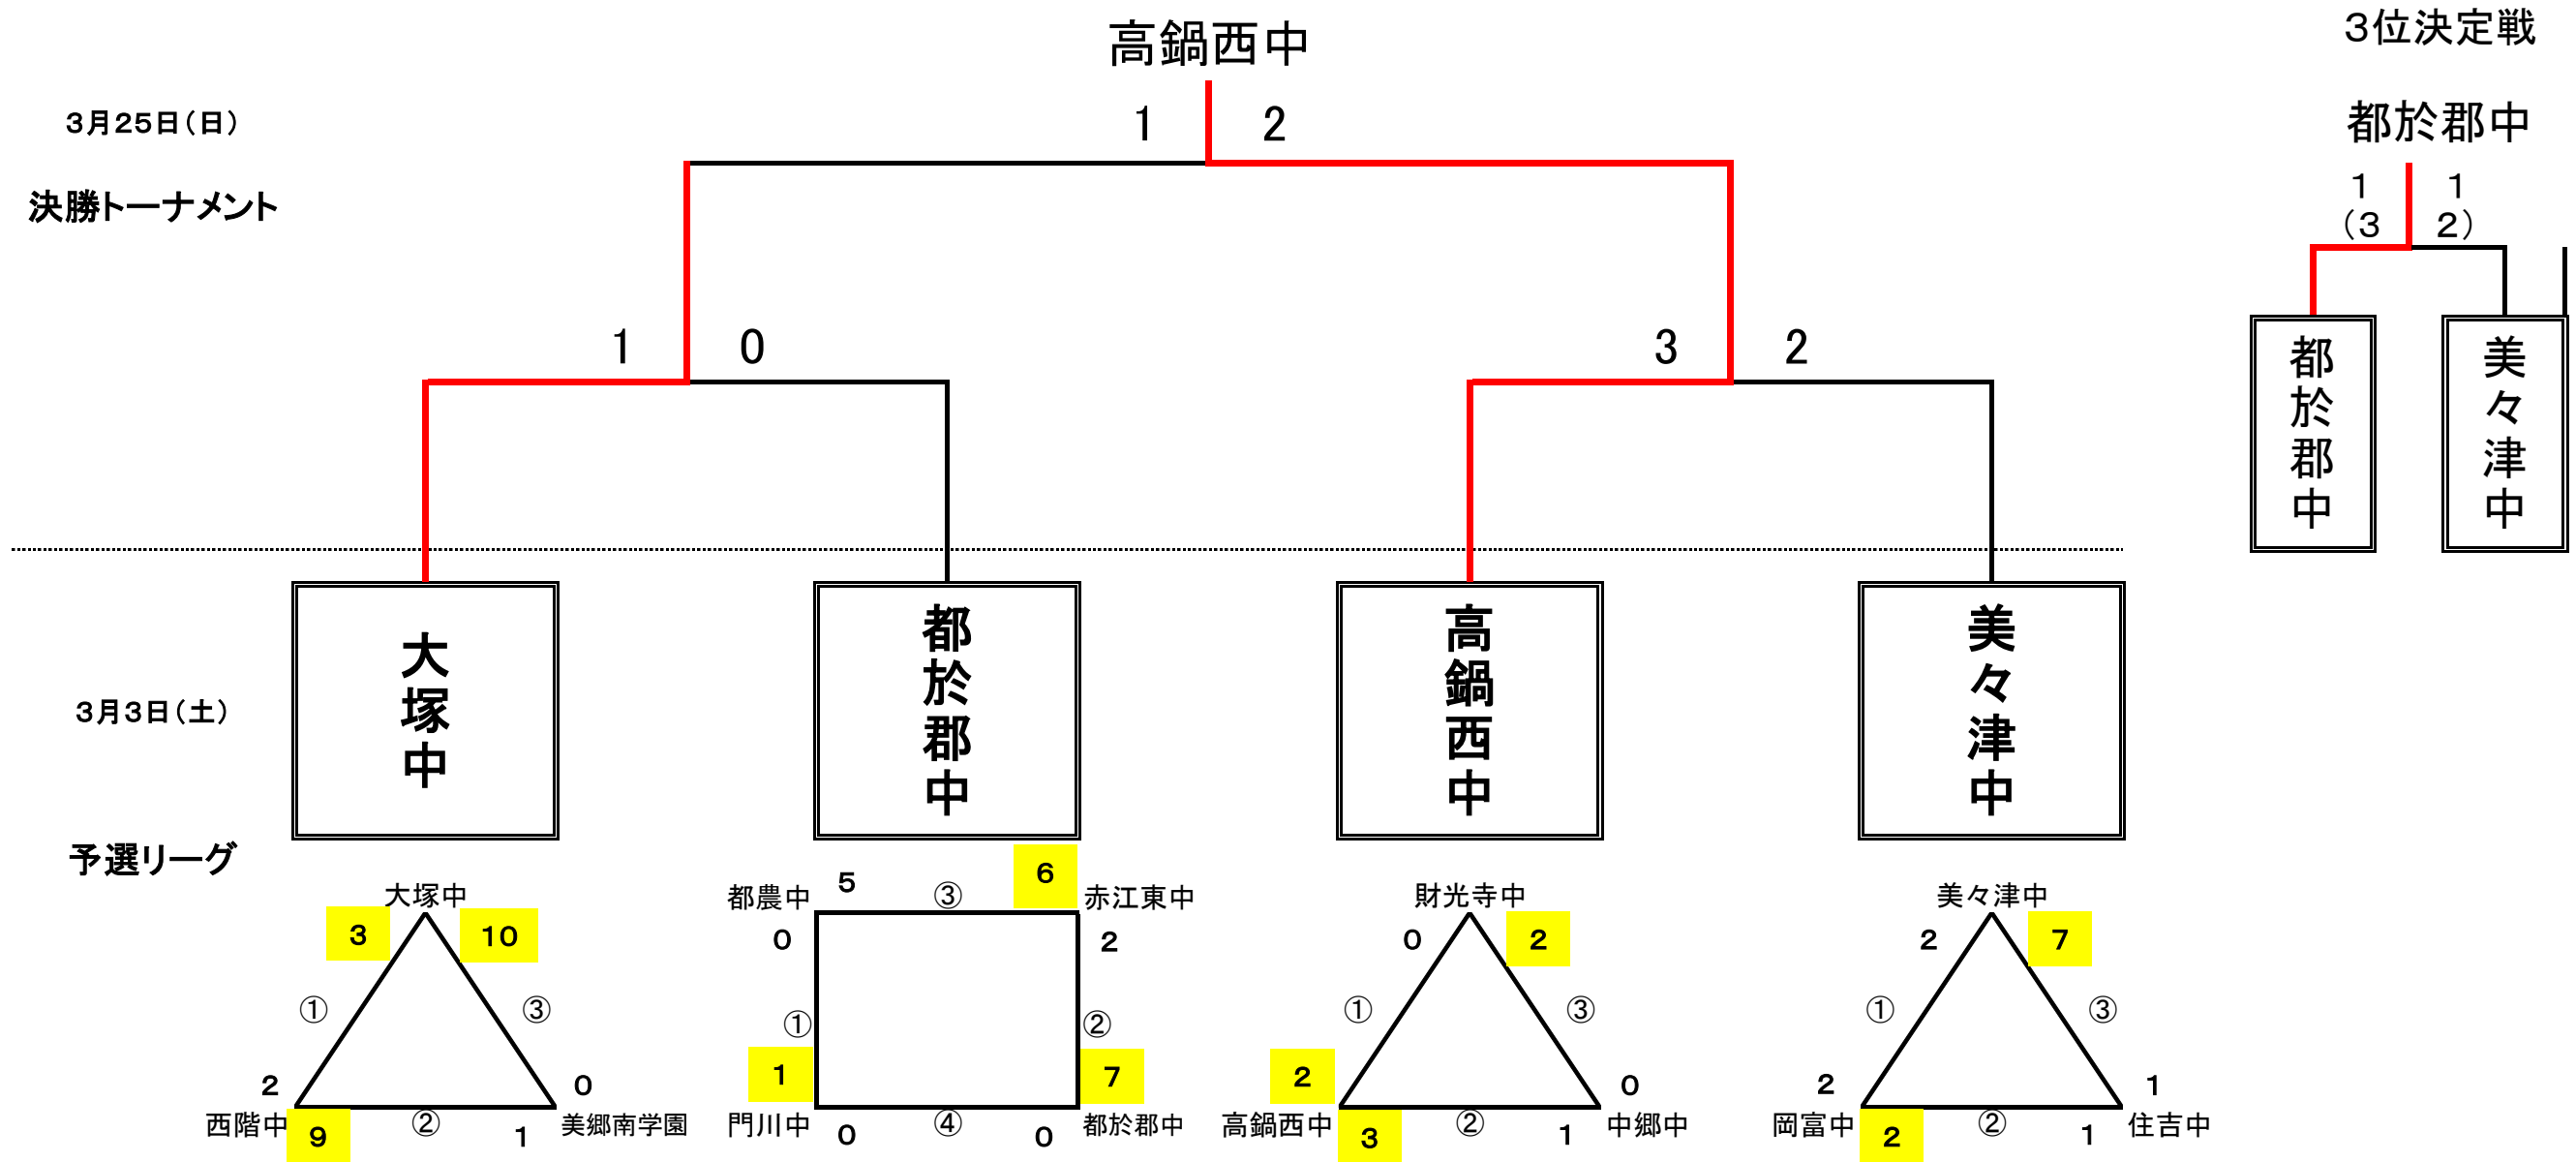 高鍋西中
３位決定戦
３月２５日（日）
1 2
都於郡中
1 1
（3 2）
決勝トーナメント
1 0
3 2
都於郡中
美々津中
大塚中
都於郡中
高鍋西中
美々津中
３月３日（土）
予選リーグ
大塚中
3 10
① ③
2 0
西階中 9 ② 1 美郷南学園
都農中 5 ③ 6 赤江東中
0 2
① ②
1 7
門川中 0 ④ 0 都於郡中
財光寺中
0 2
① ③
2 0
高鍋西中 3 ② 1 中郷中
美々津中
2 7
① ③
2 1
岡富中 2 ② 1 住吉中